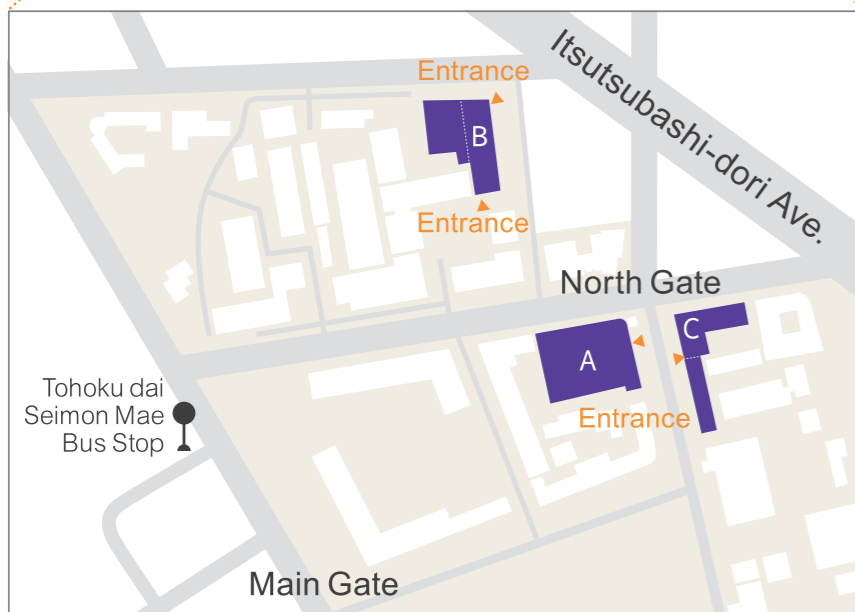 Itsutsubashi-dori Ave.
Entrance
B
Entrance
North Gate
C
A
Entrance
Tohoku dai
Seimon Mae
Bus Stop
Main Gate